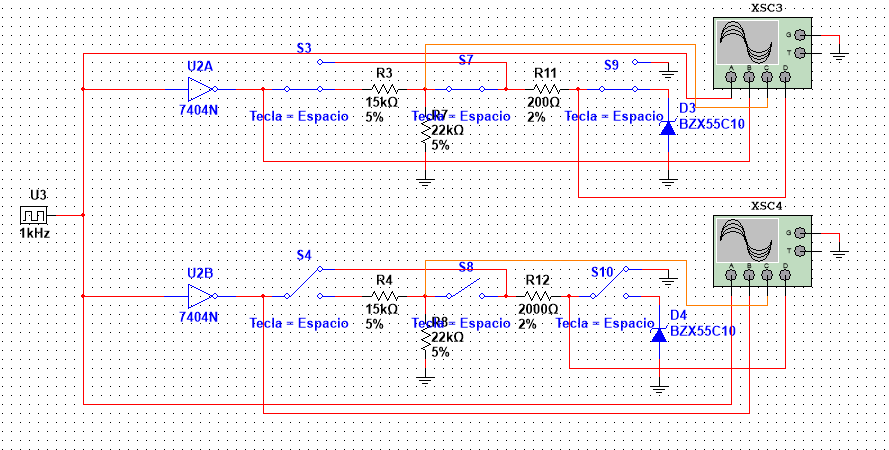 XSC3
G
T
A B C D
S3
S7
S9
U2A
7404N
R3
15kΩ
5%
R11
200Ω
2%
Tecla = Espacio
Tecla = Espacio
Tecla = Espacio
R7
22kΩ
5%
D3
BZX55C10
U3
1kHz
XSC4
G
T
A B C D
S4
S8
S10
U2B
7404N
R4
15kΩ
5%
R12
2000Ω
2%
Tecla = Espacio
Tecla = Espacio
Tecla = Espacio
R8
22kΩ
5%
D4
BZX55C10